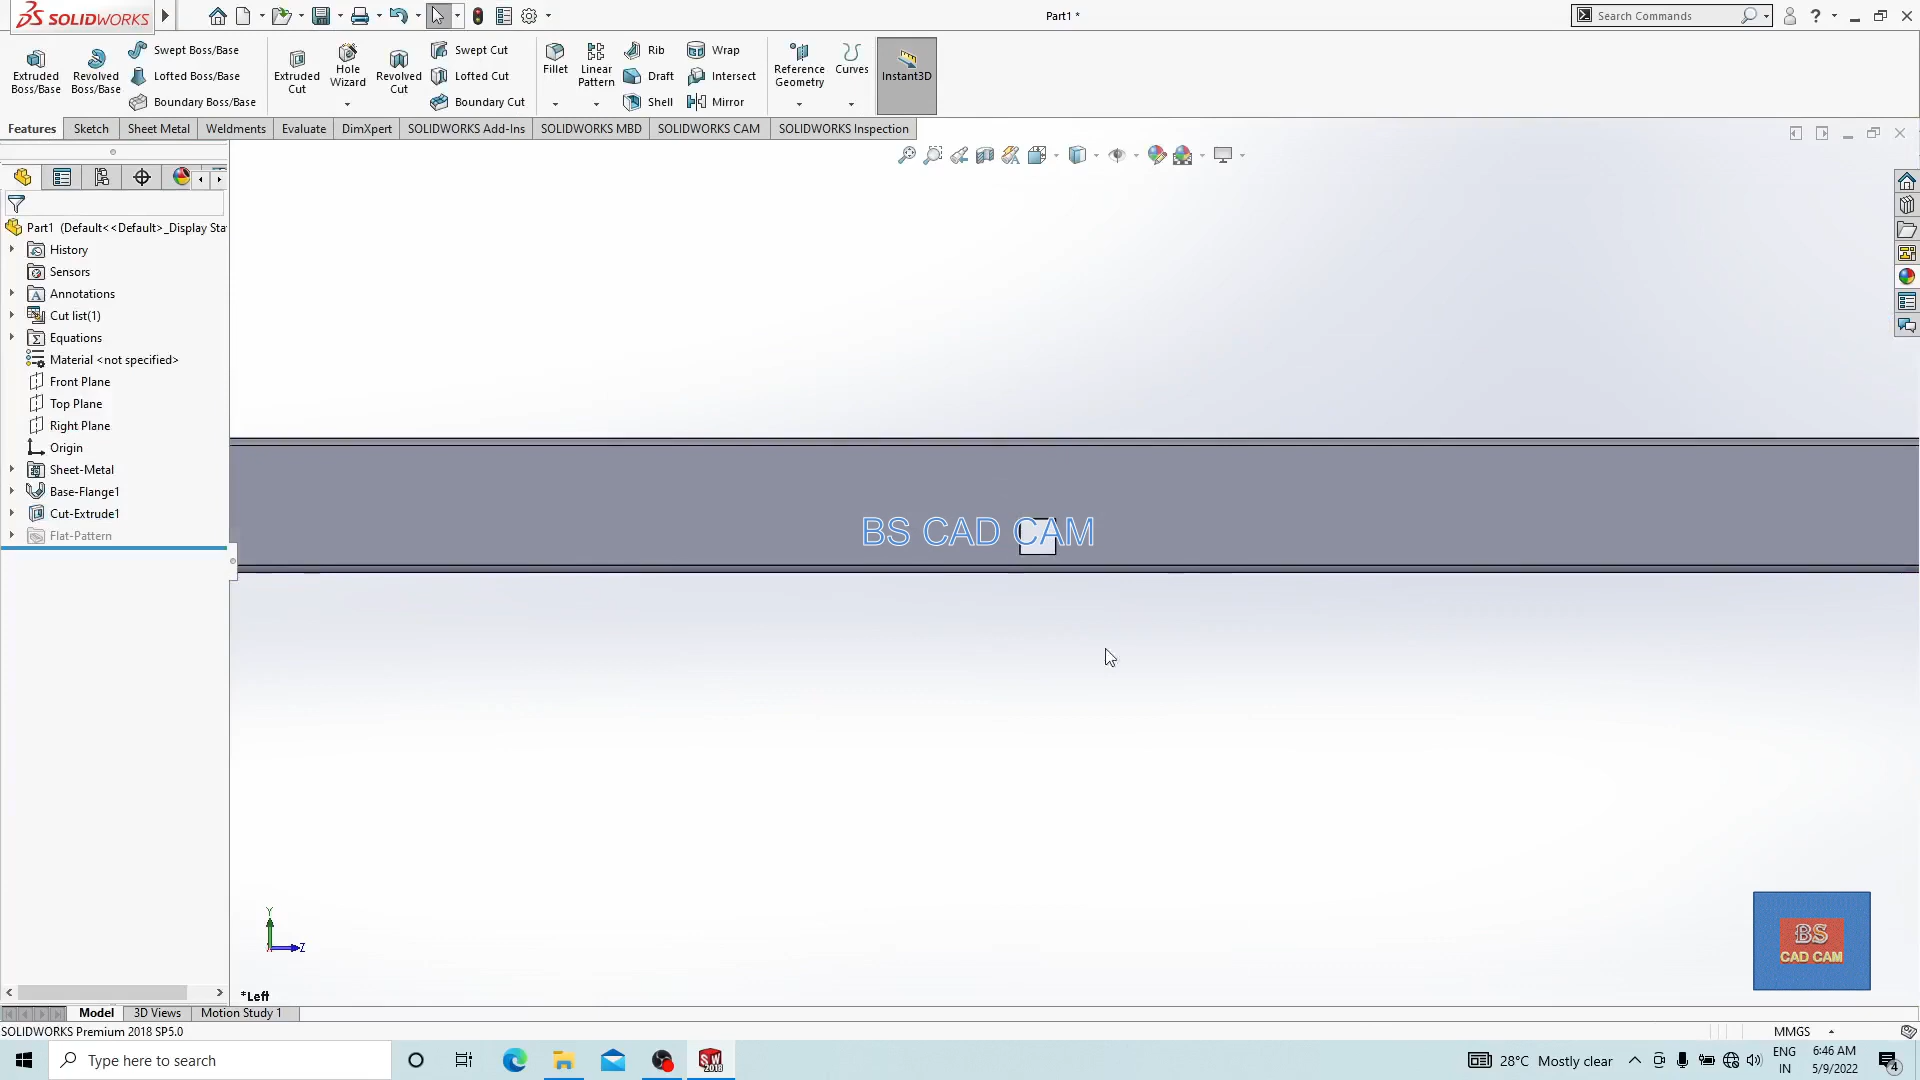 SOLIDWORKS
Part1 *
Search Commands
Extruded Boss/Base
Revolved Boss/Base
Swept Boss/Base
Lofted Boss/Base
Boundary Boss/Base
Extruded Cut
Hole Wizard
Revolved Cut
Swept Cut
Lofted Cut
Boundary Cut
Fillet
Linear Pattern
Rib
Draft
Shell
Wrap
Intersect
Mirror
Reference Geometry
Curves
Instant3D
Features
Sketch
Sheet Metal
Weldments
Evaluate
DimXpert
SOLIDWORKS Add-Ins
SOLIDWORKS MBD
SOLIDWORKS CAM
SOLIDWORKS Inspection
Part1 (Default<<Default>_Display Sta
History
Sensors
Annotations
Cut list(1)
Equations
Material <not specified>
Front Plane
Top Plane
Right Plane
Origin
Sheet-Metal
Base-Flange1
Cut-Extrude1
Flat-Pattern
BS CAD CAM
Y
Z
*Left
BS
CAD CAM
Model
3D Views
Motion Study 1
SOLIDWORKS Premium 2018 SP5.0
MMGS
Type here to search
SW
2018
28°C Mostly clear
ENG
IN
6:46 AM
5/9/2022
4